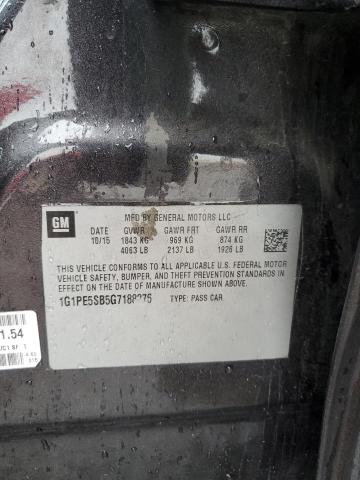 GM
MFD BY GENERAL MOTORS LLC
DATE GVWR GAWR FRT GAWR RR
10/15 1843 KG 969 KG 874 KG
4063 LB 2137 LB 1926 LB
THIS VEHICLE CONFORMS TO ALL APPLICABLE U.S. FEDERAL MOTOR
VEHICLE SAFETY, BUMPER, AND THEFT PREVENTION STANDARDS IN
EFFECT ON THE DATE OF MANUFACTURE SHOWN ABOVE.
1G1PE5SB5G7188275 TYPE: PASS CAR
1.54